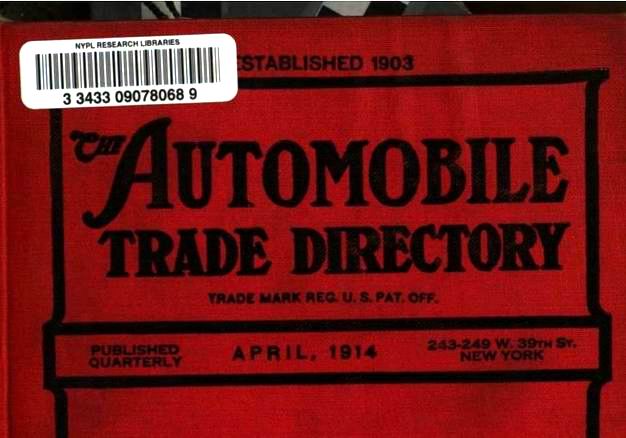 NYPL RESEARCH LIBRARIES
3 3433 09078068 9
ESTABLISHED 1903
THE AUTOMOBILE
TRADE DIRECTORY
TRADE MARK REG. U. S. PAT. OFF.
PUBLISHED
QUARTERLY
APRIL, 1914
243-249 W. 39TH ST.
NEW YORK